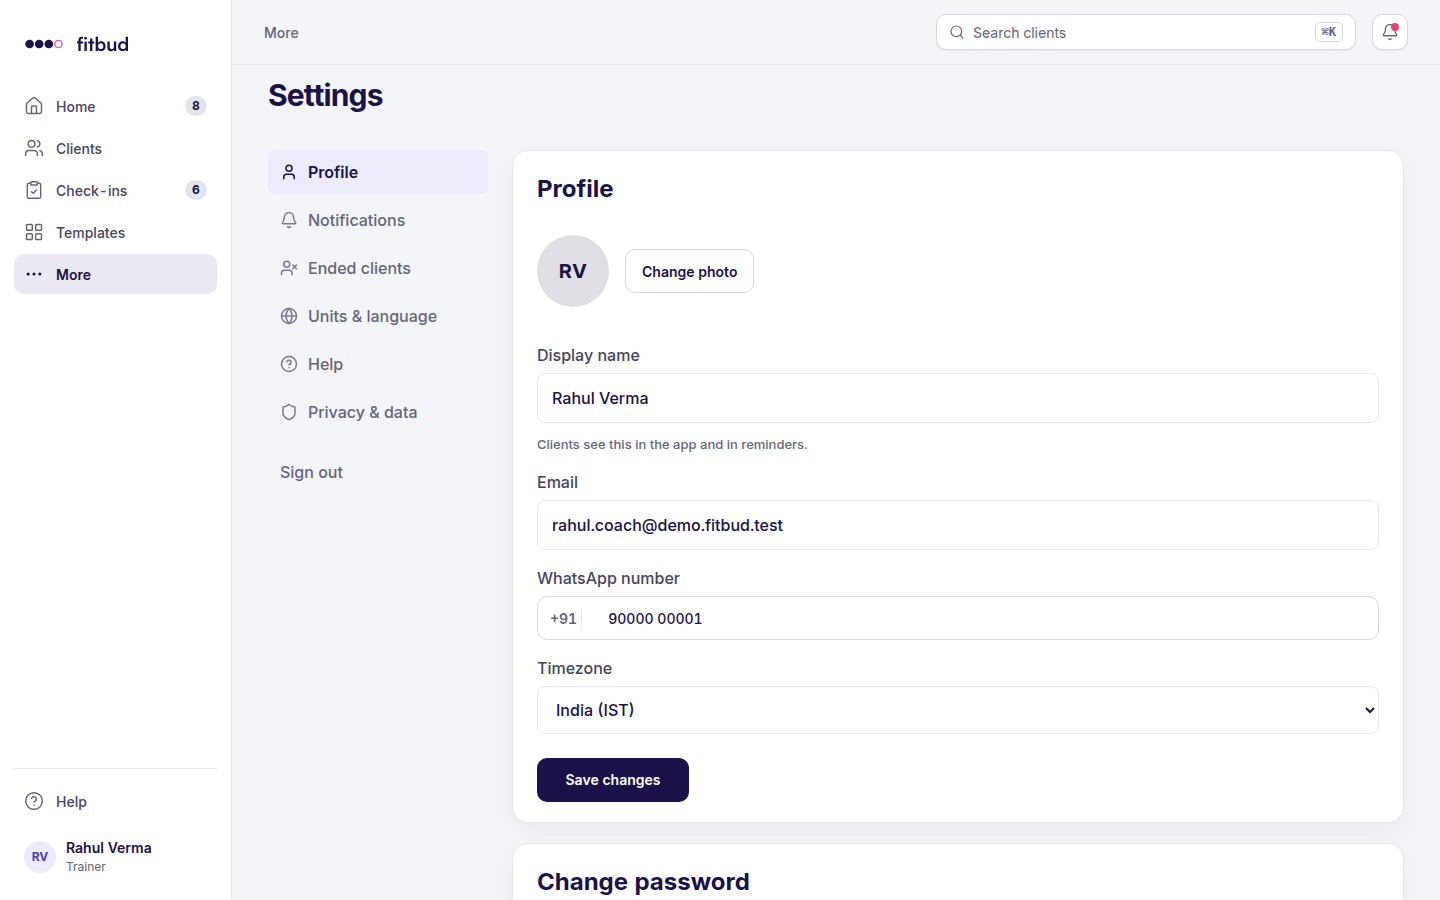 fitbud
Home 8
Clients
Check-ins 6
Templates
More
Help
RV
Rahul Verma
Trainer
More
Search clients ⌘K
Settings
Profile
Notifications
Ended clients
Units & language
Help
Privacy & data
Sign out
Profile
RV
Change photo
Display name
Rahul Verma
Clients see this in the app and in reminders.
Email
rahul.coach@demo.fitbud.test
WhatsApp number
+91 90000 00001
Timezone
India (IST)
Save changes
Change password